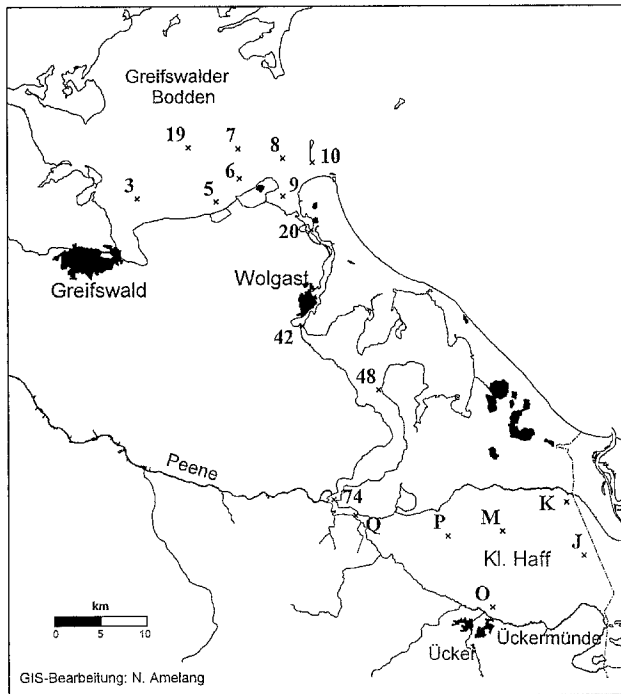 Greifswalder
Bodden
19
7
8
10
6
3
5
9
20
Greifswald
Wolgast
42
48
Peene
74
Q
P
M
K
J
Kl. Haff
O
km
0 5 10
Ücker
Ückermünde
GIS-Bearbeitung: N. Amelang